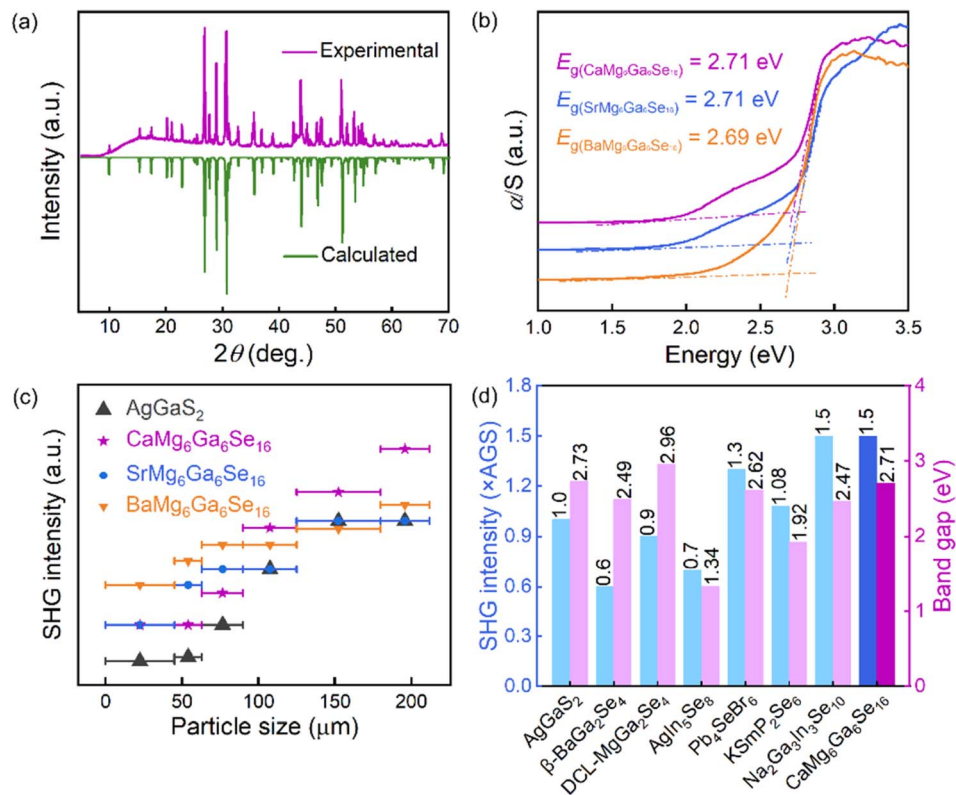 (a)
Experimental
Calculated
Intensity (a.u.)
10 20 30 40 50 60 70
2θ (deg.)
(b)
E_g(CaMg₆Ga₆Se₁₆) = 2.71 eV
E_g(SrMg₆Ga₆Se₁₆) = 2.71 eV
E_g(BaMg₆Ga₆Se₁₆) = 2.69 eV
α/S (a.u.)
1.0 1.5 2.0 2.5 3.0 3.5
Energy (eV)
(c)
AgGaS₂
CaMg₆Ga₆Se₁₆
SrMg₆Ga₆Se₁₆
BaMg₆Ga₆Se₁₆
SHG intensity (a.u.)
0 50 100 150 200
Particle size (μm)
(d)
SHG intensity (×AGS)
1.8
1.5
1.2
0.9
0.6
0.3
0.0
1.0 2.73
0.6 2.49
0.9 2.96
0.7 1.34
1.3 2.62
1.08 1.92
1.5 2.47
1.5 2.71
4
3
2
1
0
Band gap (eV)
AgGaS₂
β-BaGa₂Se₄
DCL-MgGa₂Se₄
AgIn₅Se₈
Pb₄SeBr₆
KSmP₂Se₆
Na₂Ga₃In₃Se₁₀
CaMg₆Ga₆Se₁₆